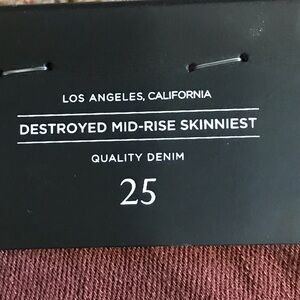 LOS ANGELES, CALIFORNIA
DESTROYED MID-RISE SKINNIEST
QUALITY DENIM
25